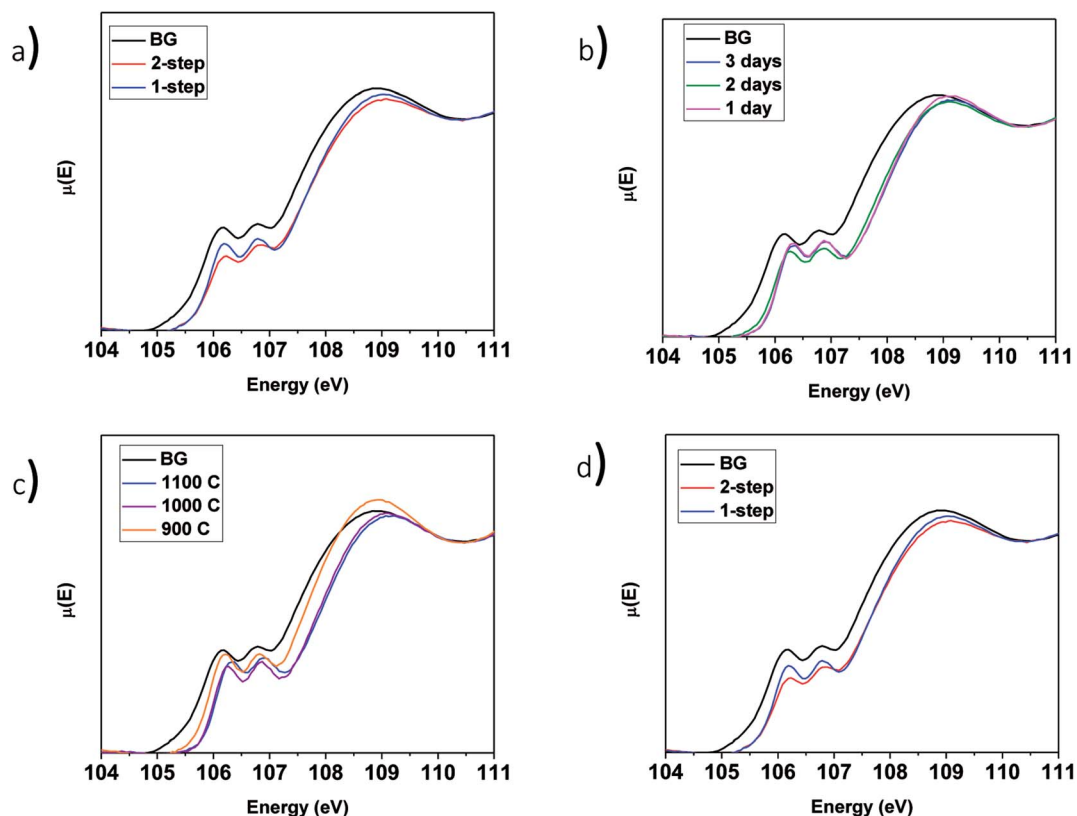 a)
BG
2-step
1-step
μ(E)
104 105 106 107 108 109 110 111
Energy (eV)
b)
BG
3 days
2 days
1 day
μ(E)
104 105 106 107 108 109 110 111
Energy (eV)
c)
BG
1100 C
1000 C
900 C
μ(E)
104 105 106 107 108 109 110 111
Energy (eV)
d)
BG
2-step
1-step
μ(E)
104 105 106 107 108 109 110 111
Energy (eV)